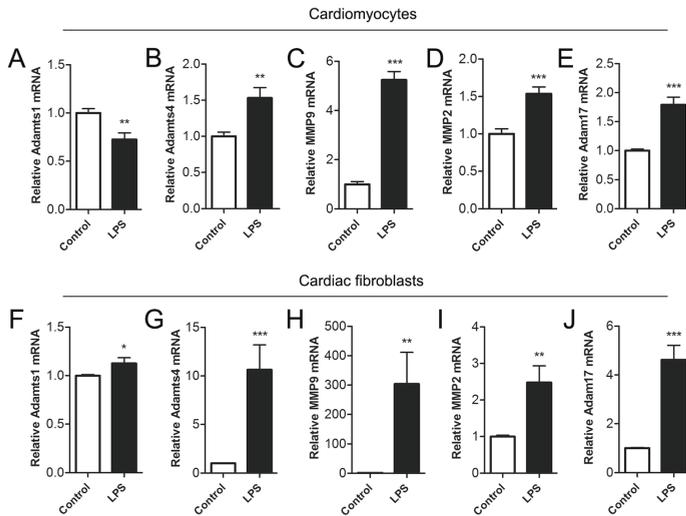 Cardiomyocytes
A
Relative Adamts1 mRNA
1.5
1.0
0.5
0.0
**
Control
LPS
B
Relative Adamts4 mRNA
2.0
1.5
1.0
0.5
0.0
**
Control
LPS
C
Relative MMP9 mRNA
6
4
2
0
***
Control
LPS
D
Relative MMP2 mRNA
2.0
1.5
1.0
0.5
0.0
***
Control
LPS
E
Relative Adam17 mRNA
2.5
2.0
1.5
1.0
0.5
0.0
***
Control
LPS
Cardiac fibroblasts
F
Relative Adamts1 mRNA
1.5
1.0
0.5
0.0
*
Control
LPS
G
Relative Adamts4 mRNA
15
10
5
0
***
Control
LPS
H
Relative MMP9 mRNA
500
400
300
200
100
0
**
Control
LPS
I
Relative MMP2 mRNA
4
3
2
1
0
**
Control
LPS
J
Relative Adam17 mRNA
6
4
2
0
***
Control
LPS